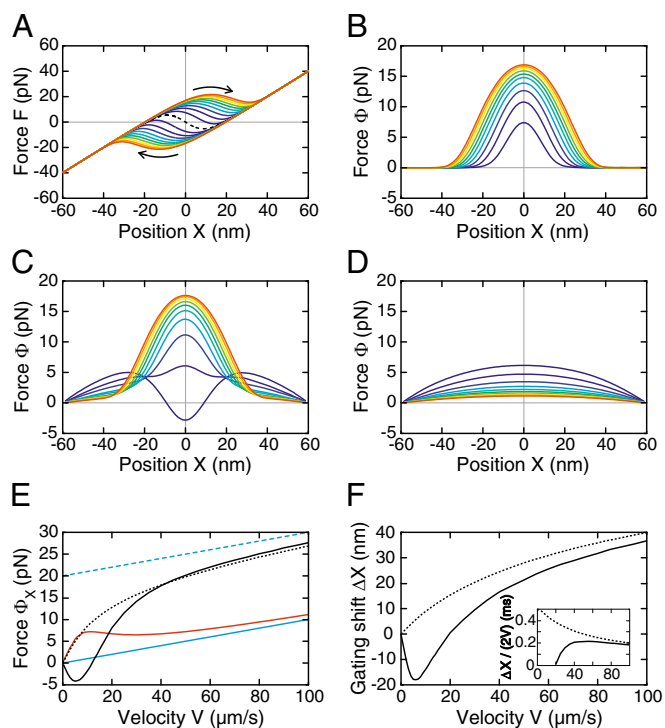 A
B
60
40
20
0
-20
-40
-60
Force F (pN)
-60 -40 -20 0 20 40 60
Position X (nm)
20
15
10
5
0
-5
Force Φ (pN)
-60 -40 -20 0 20 40 60
Position X (nm)
C
D
20
15
10
5
0
-5
Force Φ (pN)
-60 -40 -20 0 20 40 60
Position X (nm)
20
15
10
5
0
-5
Force Φ (pN)
-60 -40 -20 0 20 40 60
Position X (nm)
E
F
30
25
20
15
10
5
0
-5
Force ΦX (pN)
0 20 40 60 80 100
Velocity V (μm/s)
40
30
20
10
0
-10
-20
Gating shift ΔX (nm)
0 20 40 60 80 100
Velocity V (μm/s)
0.4
0.2
0
ΔX / (2V) (ms)
0 50 100